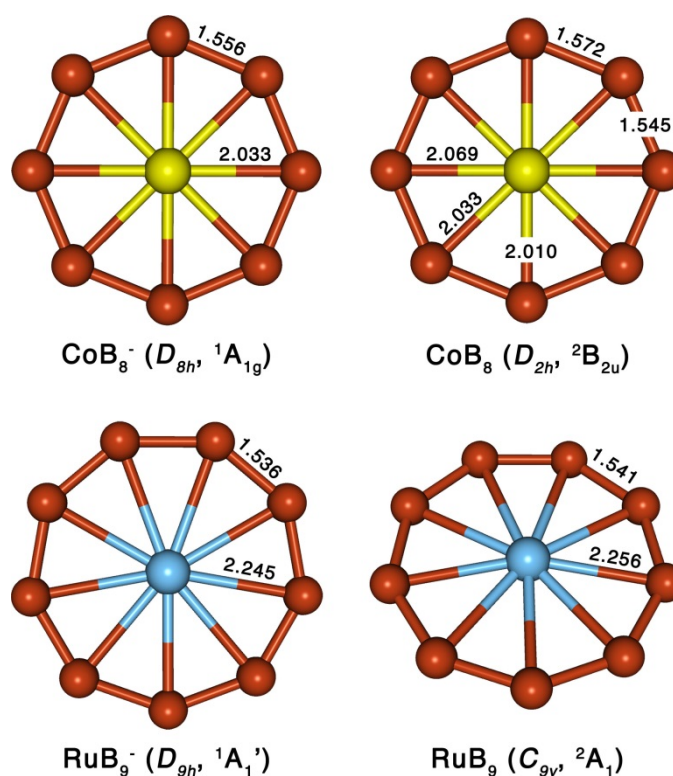 1.556
2.033
CoB₈⁻ (D₈ₕ, ¹A₁g)
1.572
1.545
2.069
2.033
2.010
CoB₈ (D₂ₕ, ²B₂ᵤ)
1.536
2.245
RuB₉⁻ (D₉ₕ, ¹A₁')
1.541
2.256
RuB₉ (C₉ᵥ, ²A₁)